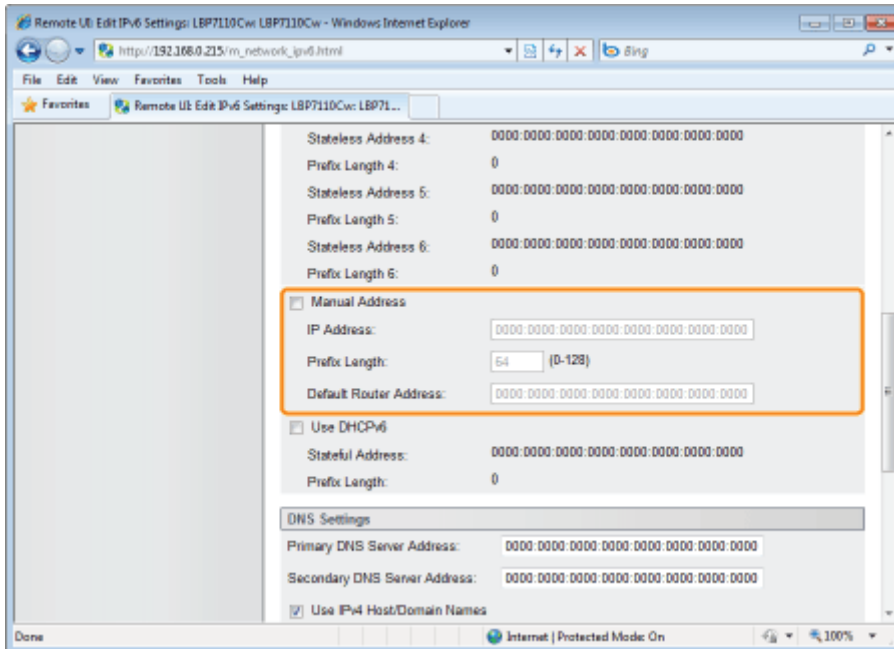 Remote UI: Edit IPv6 Settings: LBP7110Cw: LBP7110Cw - Windows Internet Explorer
http://192.168.0.215/m_network_ipv6.html
Bing
File Edit View Favorites Tools Help
Favorites Remote UI: Edit IPv6 Settings: LBP7110Cw: LBP71...
Stateless Address 4: 0000:0000:0000:0000:0000:0000:0000:0000
Prefix Length 4: 0
Stateless Address 5: 0000:0000:0000:0000:0000:0000:0000:0000
Prefix Length 5: 0
Stateless Address 6: 0000:0000:0000:0000:0000:0000:0000:0000
Prefix Length 6: 0
Manual Address
IP Address: 0000:0000:0000:0000:0000:0000:0000:0000
Prefix Length: 64 (0-128)
Default Router Address: 0000:0000:0000:0000:0000:0000:0000:0000
Use DHCPv6
Stateful Address: 0000:0000:0000:0000:0000:0000:0000:0000
Prefix Length: 0
DNS Settings
Primary DNS Server Address: 0000:0000:0000:0000:0000:0000:0000:0000
Secondary DNS Server Address: 0000:0000:0000:0000:0000:0000:0000:0000
Use IPv4 Host/Domain Names
Done Internet | Protected Mode: On 100%